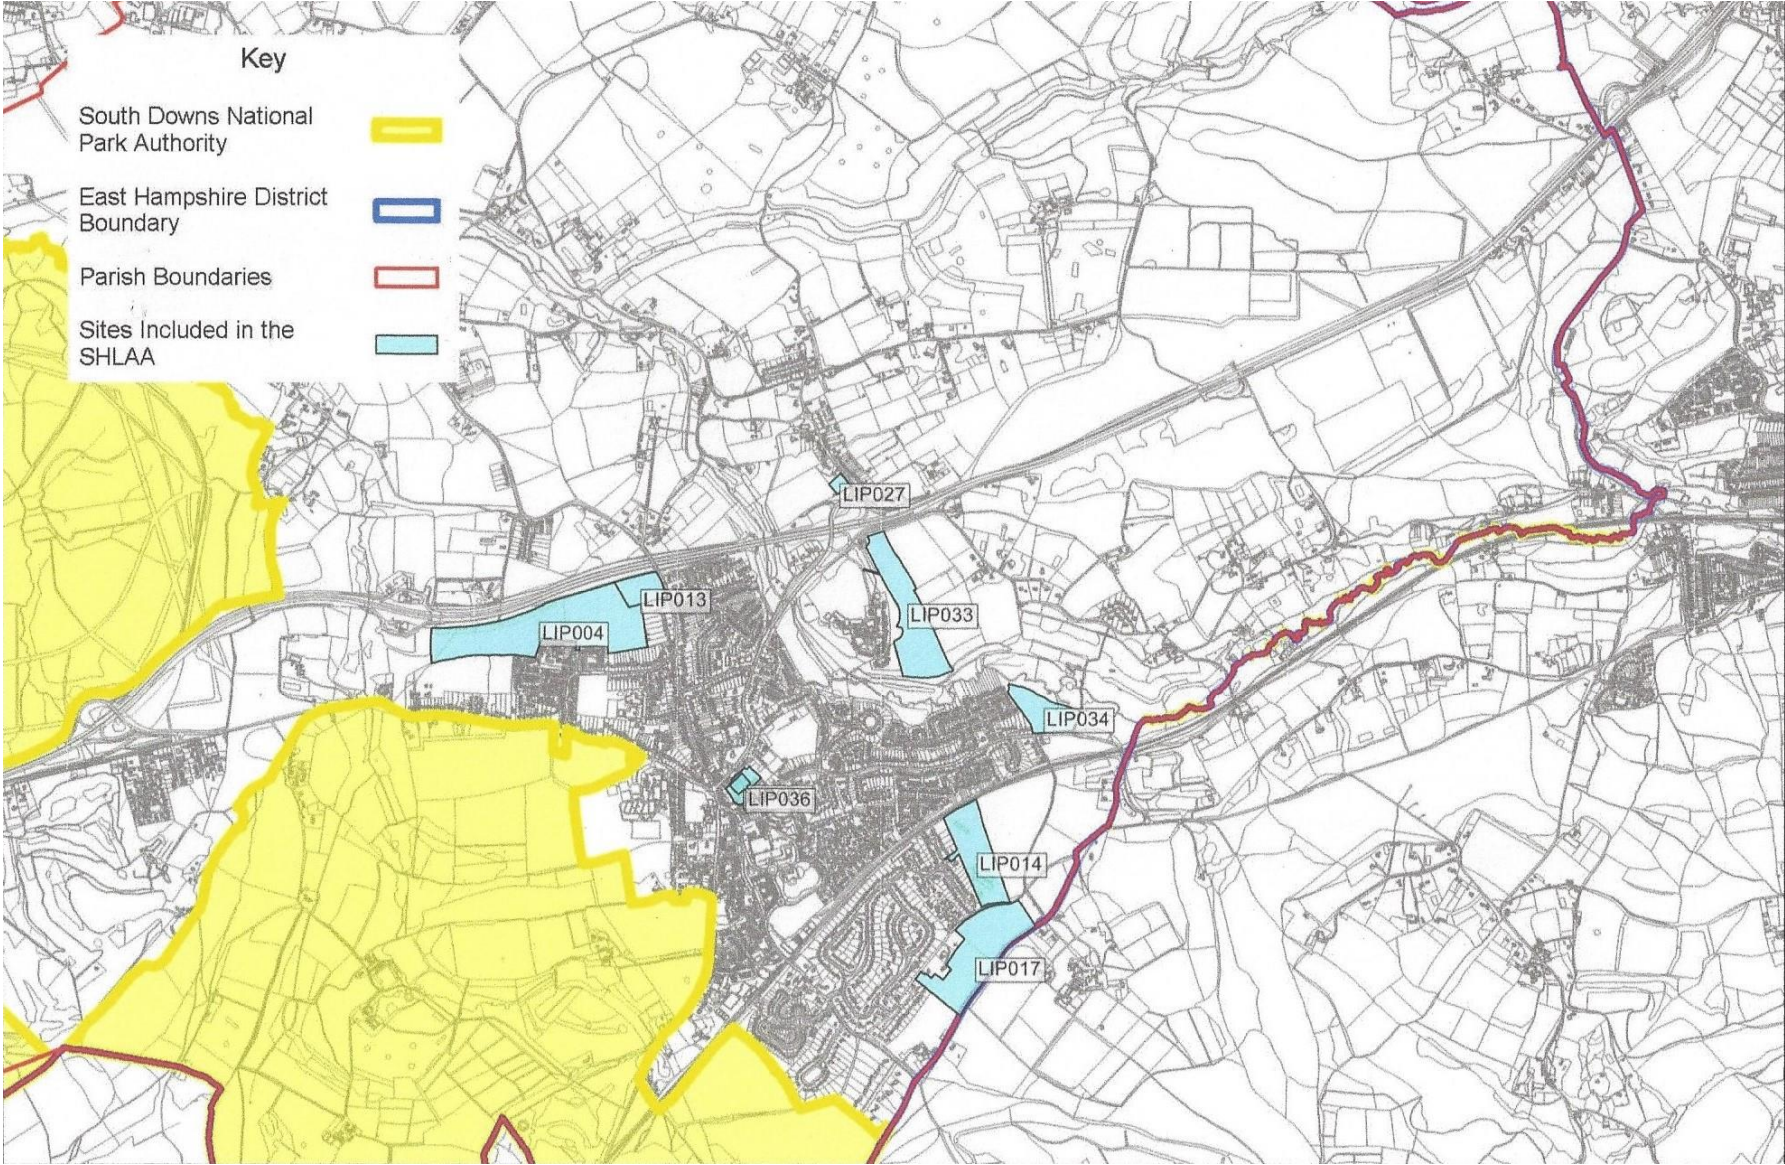 Key
South Downs National
Park Authority
East Hampshire District
Boundary
Parish Boundaries
Sites Included in the
SHLAA
LIP027
LIP013
LIP033
LIP004
LIP034
LIP036
LIP014
LIP017